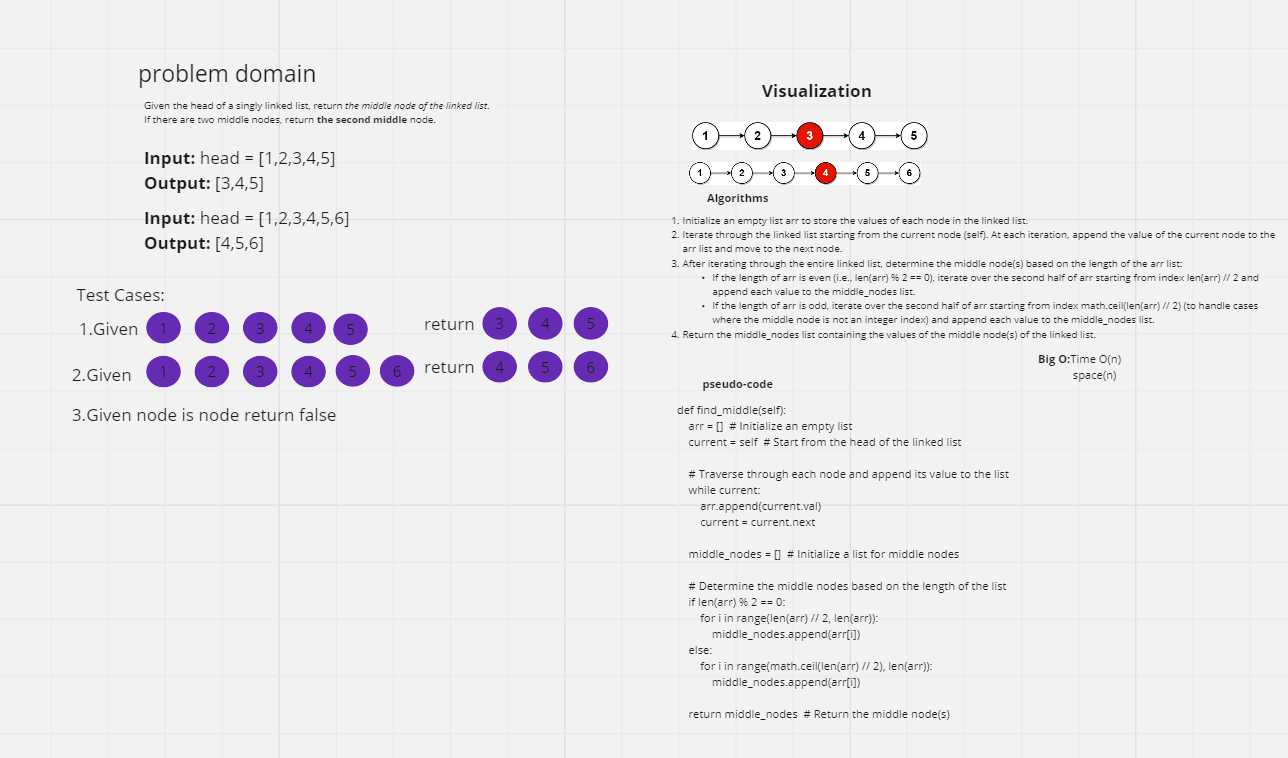 problem domain
Given the head of a singly linked list, return the middle node of the linked list.
If there are two middle nodes, return the second middle node.
Input: head = [1,2,3,4,5]
Output: [3,4,5]
Input: head = [1,2,3,4,5,6]
Output: [4,5,6]
Test Cases:
1.Given 1 2 3 4 5 return 3 4 5
2.Given 1 2 3 4 5 6 return 4 5 6
3.Given node is node return false
Visualization
1 2 3 4 5
1 2 3 4 5 6
Algorithms
1. Initialize an empty list arr to store the values of each node in the linked list.
2. Iterate through the linked list starting from the current node (self). At each iteration, append the value of the current node to the
arr list and move to the next node.
3. After iterating through the entire linked list, determine the middle node(s) based on the length of the arr list:
• If the length of arr is even (i.e., len(arr) % 2 == 0), iterate over the second half of arr starting from index len(arr) // 2 and
append each value to the middle_nodes list.
• If the length of arr is odd, iterate over the second half of arr starting from index math.ceil(len(arr) // 2) (to handle cases
where the middle node is not an integer index) and append each value to the middle_nodes list.
4. Return the middle_nodes list containing the values of the middle node(s) of the linked list.
Big O:Time O(n)
space(n)
pseudo-code
def find_middle(self):
arr = []  # Initialize an empty list
current = self  # Start from the head of the linked list
# Traverse through each node and append its value to the list
while current:
arr.append(current.val)
current = current.next
middle_nodes = []  # Initialize a list for middle nodes
# Determine the middle nodes based on the length of the list
if len(arr) % 2 == 0:
for i in range(len(arr) // 2, len(arr)):
middle_nodes.append(arr[i])
else:
for i in range(math.ceil(len(arr) // 2), len(arr)):
middle_nodes.append(arr[i])
return middle_nodes  # Return the middle node(s)